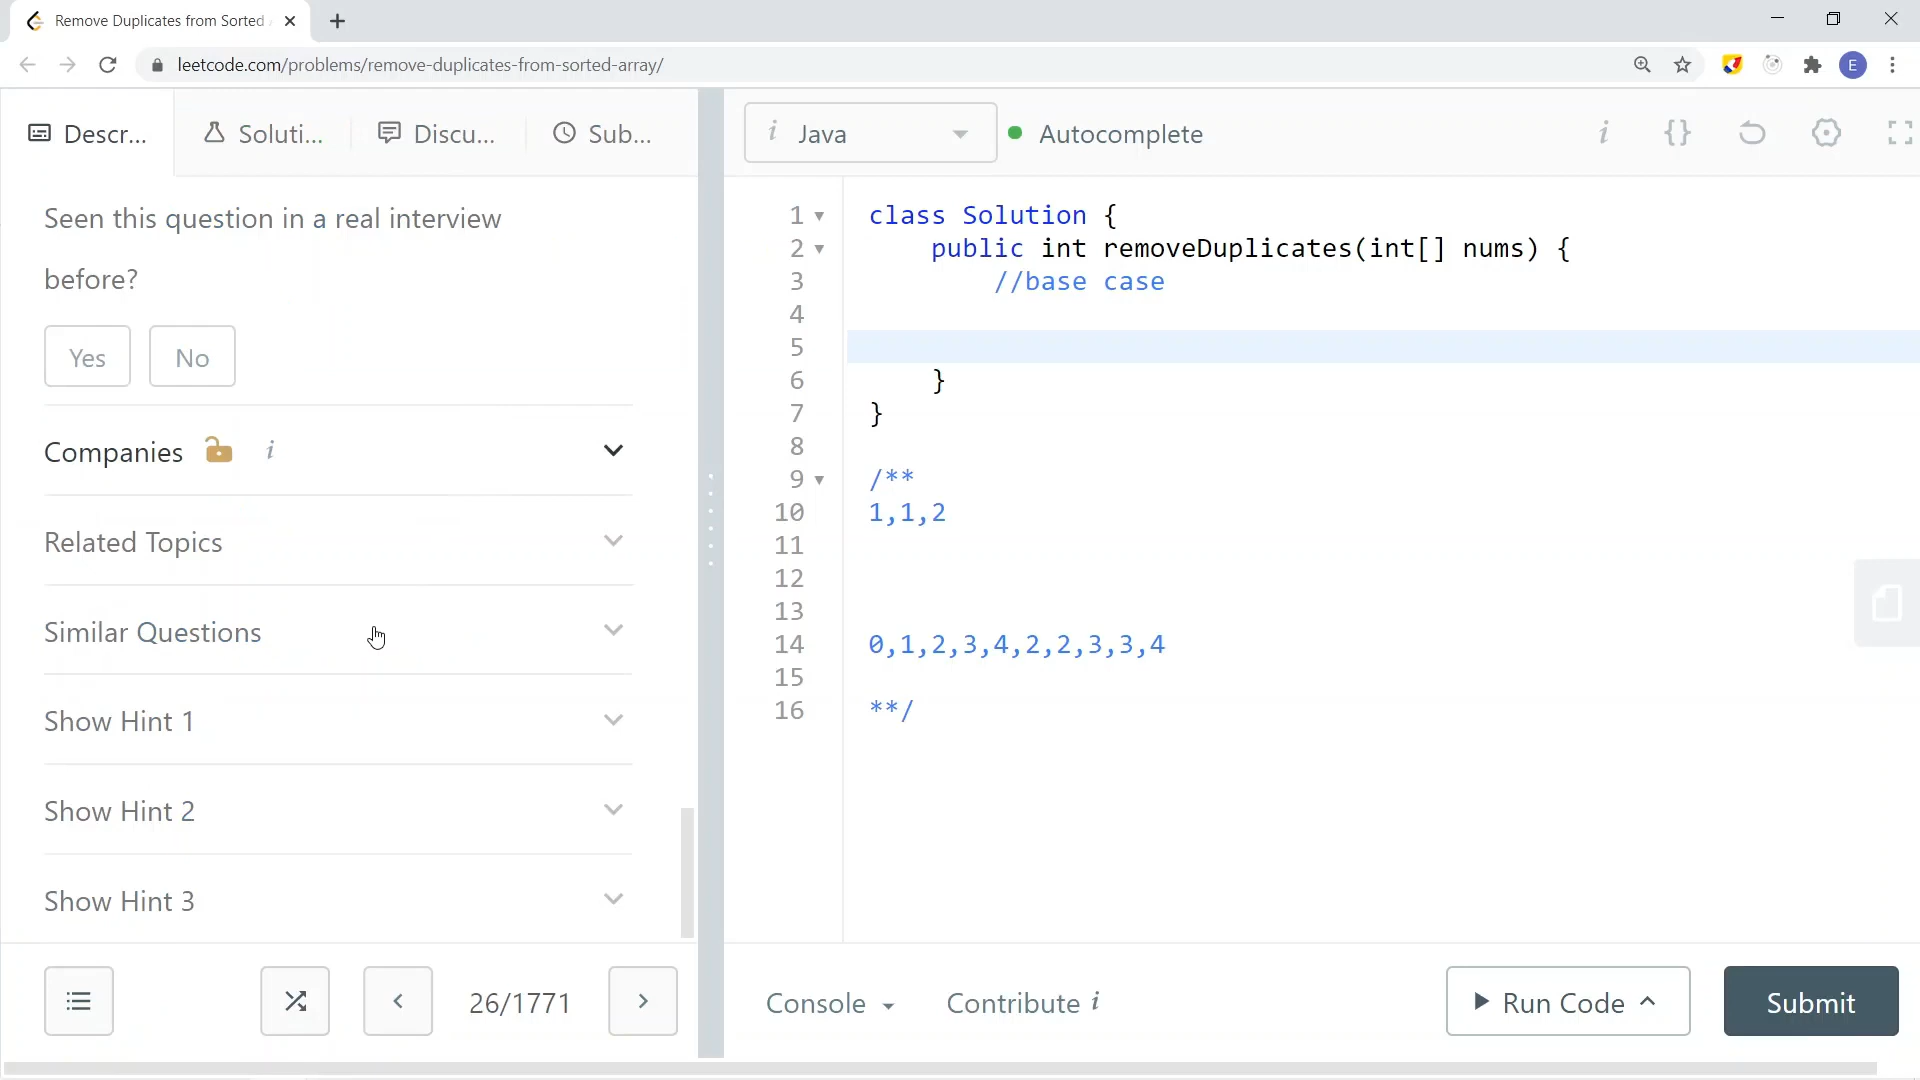 Remove Duplicates from Sorted
leetcode.com/problems/remove-duplicates-from-sorted-array/
E
Descr...
Soluti...
Discu...
Sub...
Seen this question in a real interview
before?
Yes
No
Companies i
Related Topics
Similar Questions
Show Hint 1
Show Hint 2
Show Hint 3
26/1771
i Java
Autocomplete
i {}
1 class Solution {
2 public int removeDuplicates(int[] nums) {
3 //base case
4
5
6 }
7 }
8
9 /**
10 1,1,2
11
12
13
14 0,1,2,3,4,2,2,3,3,4
15
16 **/
Console
Contribute i
Run Code
Submit